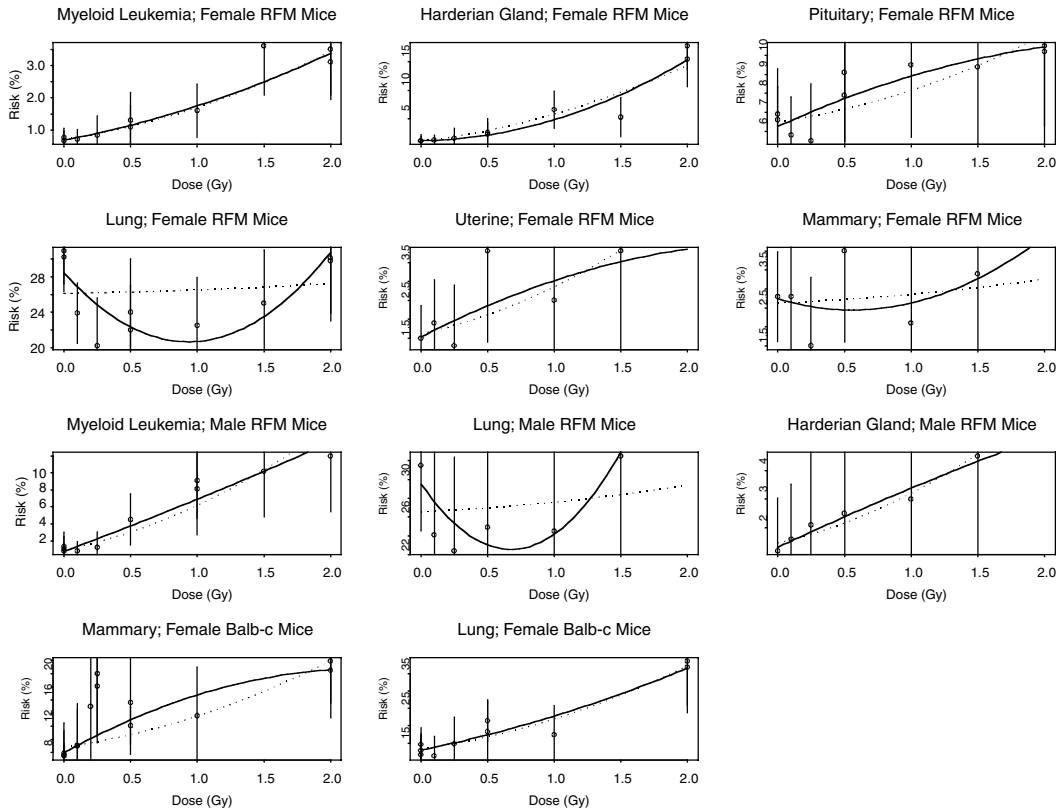 Myeloid Leukemia; Female RFM Mice
Risk (%)
3.0
2.0
1.0
0.0 0.5 1.0 1.5 2.0
Dose (Gy)
Harderian Gland; Female RFM Mice
Risk (%)
15
5
0.0 0.5 1.0 1.5 2.0
Dose (Gy)
Pituitary; Female RFM Mice
Risk (%)
10
9
8
7
6
0.0 0.5 1.0 1.5 2.0
Dose (Gy)
Lung; Female RFM Mice
Risk (%)
28
24
20
0.0 0.5 1.0 1.5 2.0
Dose (Gy)
Uterine; Female RFM Mice
Risk (%)
3.5
2.5
1.5
0.0 0.5 1.0 1.5 2.0
Dose (Gy)
Mammary; Female RFM Mice
Risk (%)
3.5
2.5
1.5
0.0 0.5 1.0 1.5 2.0
Dose (Gy)
Myeloid Leukemia; Male RFM Mice
Risk (%)
10
8
6
4
2
0.0 0.5 1.0 1.5 2.0
Dose (Gy)
Lung; Male RFM Mice
Risk (%)
30
26
22
0.0 0.5 1.0 1.5 2.0
Dose (Gy)
Harderian Gland; Male RFM Mice
Risk (%)
4
3
2
0.0 0.5 1.0 1.5 2.0
Dose (Gy)
Mammary; Female Balb-c Mice
Risk (%)
20
16
12
8
0.0 0.5 1.0 1.5 2.0
Dose (Gy)
Lung; Female Balb-c Mice
Risk (%)
35
25
15
0.0 0.5 1.0 1.5 2.0
Dose (Gy)